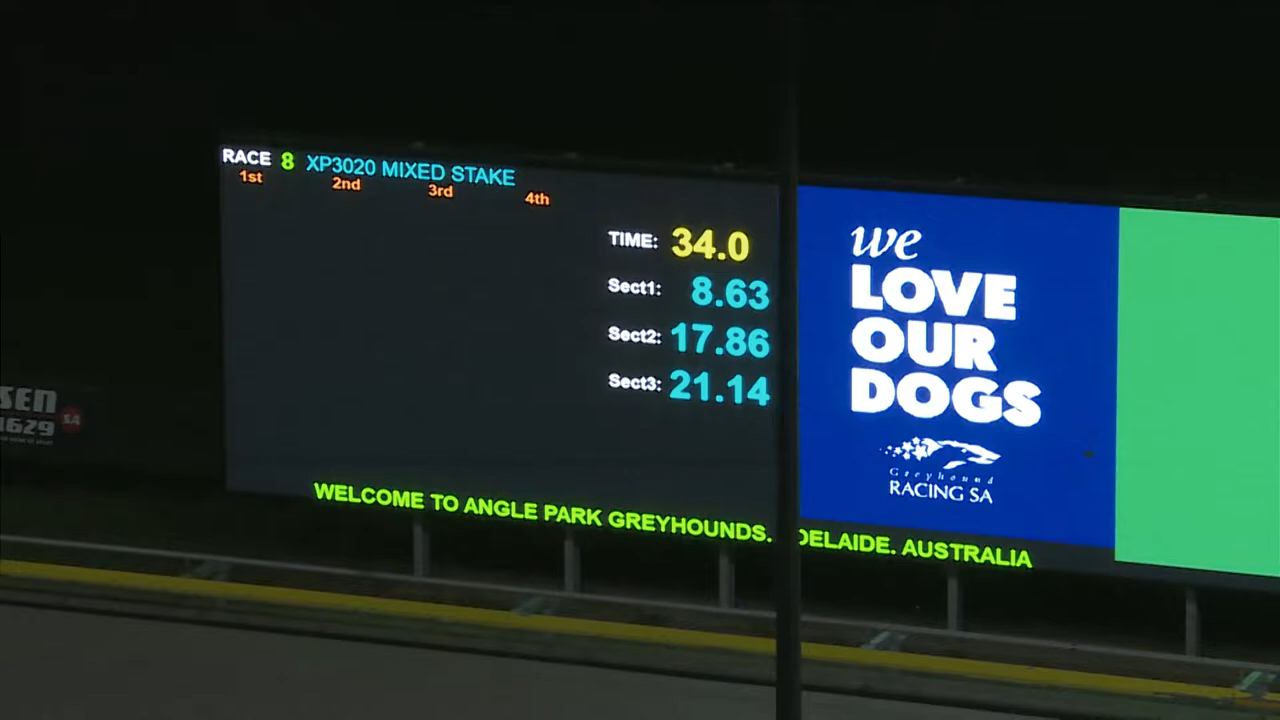 RACE 8 XP3020 MIXED STAKE
1st 2nd 3rd 4th
TIME: 34.0
Sect1: 8.63
Sect2: 17.86
Sect3: 21.14
WELCOME TO ANGLE PARK GREYHOUNDS. DELAIDE. AUSTRALIA
we
LOVE
OUR
DOGS
Greyhound
RACING SA
SEN
1629
SA